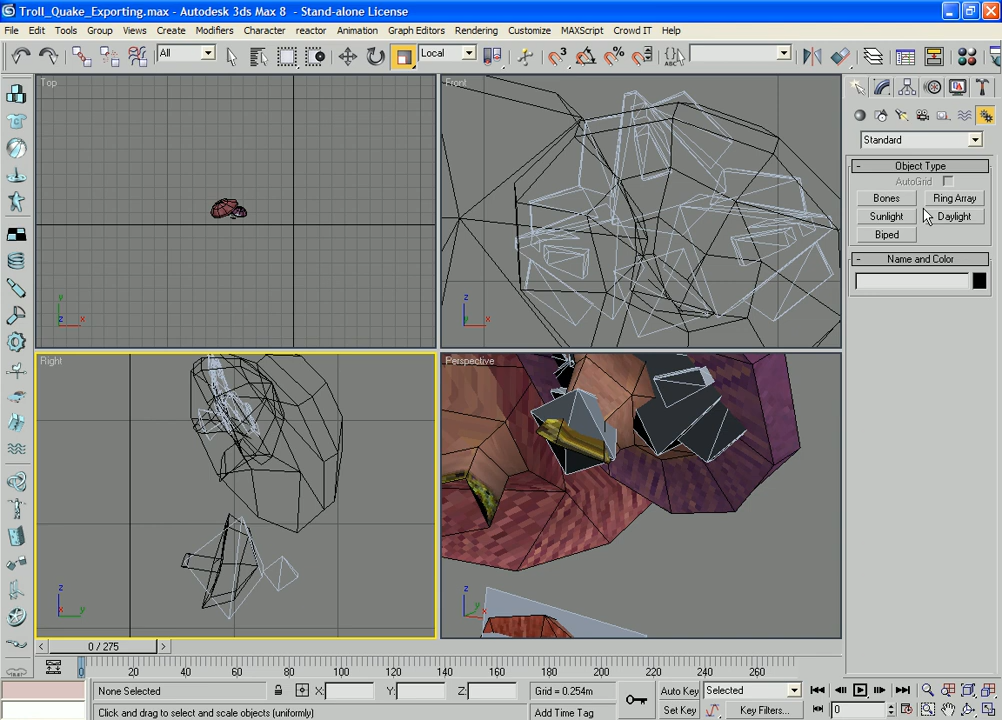 Troll_Quake_Exporting.max - Autodesk 3ds Max 8 - Stand-alone License
File Edit Tools Group Views Create Modifiers Character reactor Animation Graph Editors Rendering Customize MAXScript Crowd IT Help
All Local
Top Front
Standard
- Object Type
AutoGrid
Bones Ring Array
Sunlight Daylight
Biped
- Name and Color
z y x
z y x
Right Perspective
z x y
z x y
< 0 / 275 >
0 20 40 60 80 100 120 140 160 180 200 220 240 260
None Selected X: Y: Z: Grid = 0.254m Auto Key Selected
Click and drag to select and scale objects (uniformly) Add Time Tag Set Key Key Filters... 0